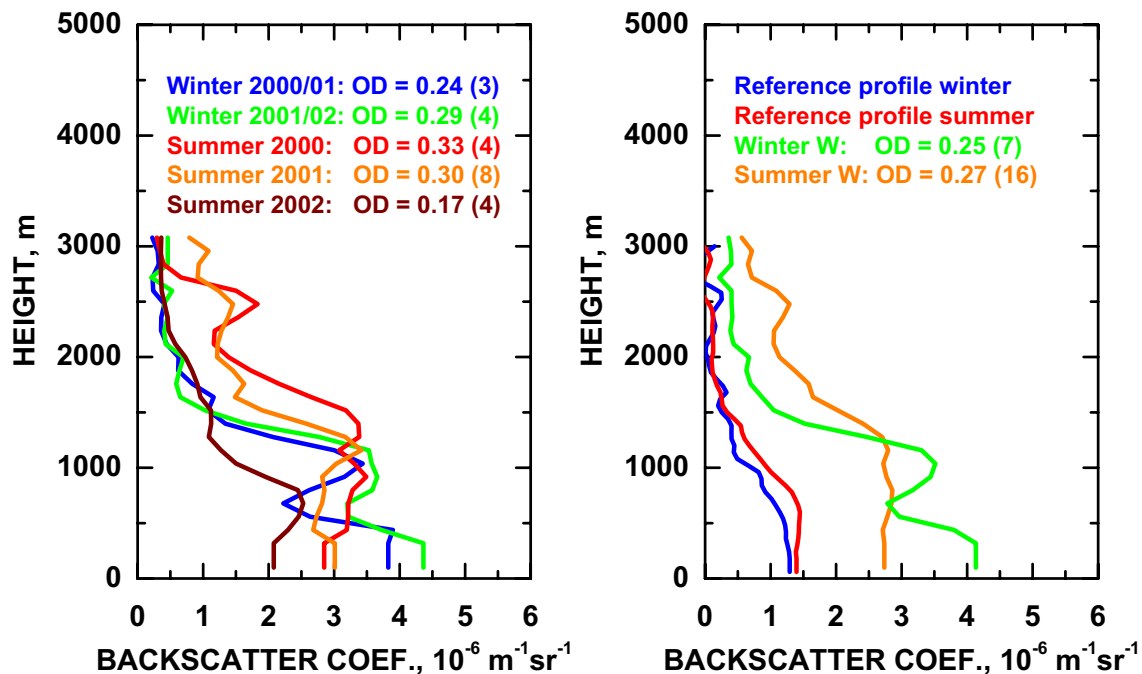 5000
4000
3000
2000
1000
0
HEIGHT, m
Winter 2000/01: OD = 0.24 (3)
Winter 2001/02: OD = 0.29 (4)
Summer 2000: OD = 0.33 (4)
Summer 2001: OD = 0.30 (8)
Summer 2002: OD = 0.17 (4)
0 1 2 3 4 5 6
BACKSCATTER COEF., 10⁻⁶ m⁻¹sr⁻¹
5000
4000
3000
2000
1000
0
HEIGHT, m
Reference profile winter
Reference profile summer
Winter W: OD = 0.25 (7)
Summer W: OD = 0.27 (16)
0 1 2 3 4 5 6
BACKSCATTER COEF., 10⁻⁶ m⁻¹sr⁻¹